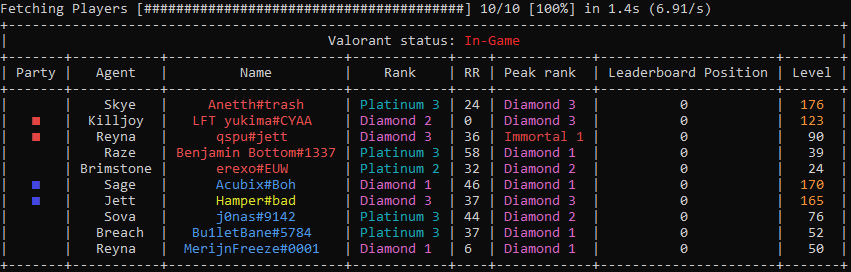 Fetching Players [########################################] 10/10 [100%] in 1.4s (6.91/s)
Valorant status: In-Game
Party | Agent | Name | Rank | RR | Peak rank | Leaderboard Position | Level
Skye | Anetth#trash | Platinum 3 | 24 | Diamond 3 | 0 | 176
■ | Killjoy | LFT yukima#CYAA | Diamond 2 | 0 | Diamond 3 | 0 | 123
■ | Reyna | qspu#jett | Diamond 3 | 36 | Immortal 1 | 0 | 90
Raze | Benjamin Bottom#1337 | Platinum 3 | 58 | Diamond 1 | 0 | 39
Brimstone | erexo#EUW | Platinum 2 | 32 | Diamond 2 | 0 | 24
■ | Sage | Acubix#Boh | Diamond 1 | 46 | Diamond 1 | 0 | 170
■ | Jett | Hamper#bad | Diamond 3 | 37 | Diamond 3 | 0 | 165
Sova | j0nas#9142 | Platinum 3 | 44 | Diamond 2 | 0 | 76
Breach | Bu1letBane#5784 | Platinum 3 | 37 | Diamond 1 | 0 | 52
Reyna | MerijnFreeze#0001 | Diamond 1 | 6 | Diamond 1 | 0 | 50